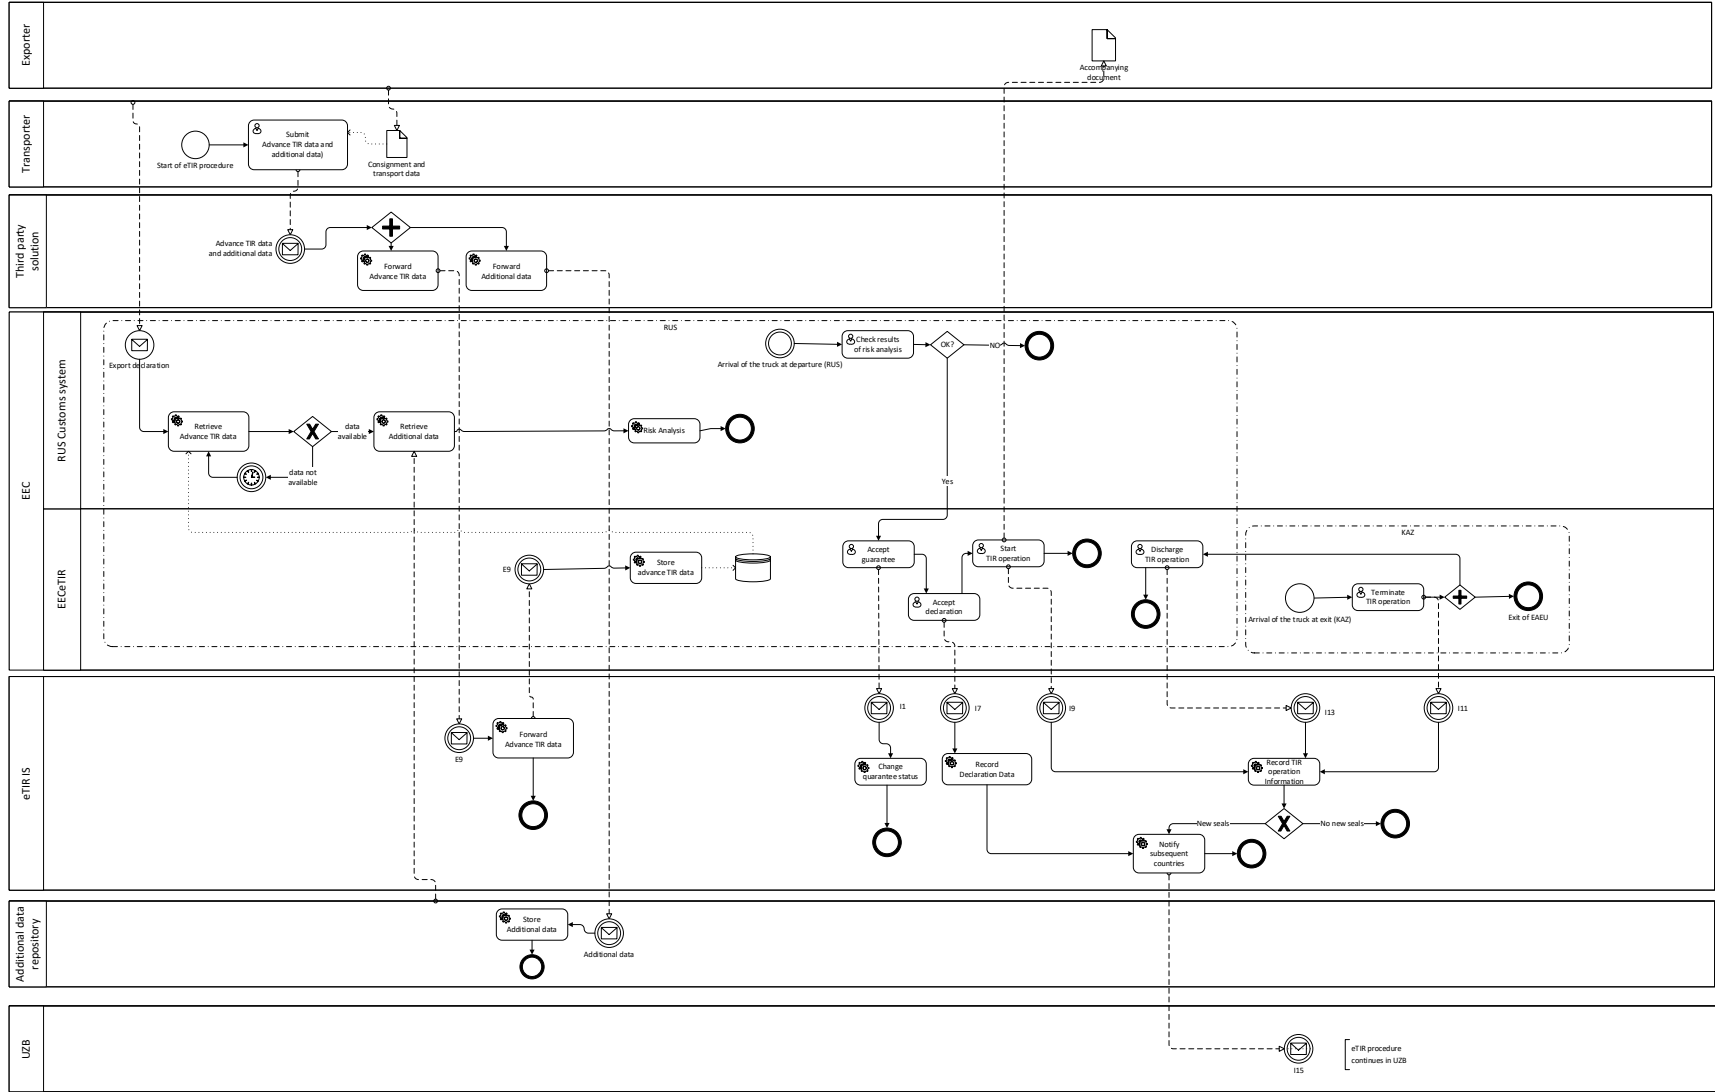 Exporter
Accompanying
document
Transporter
Start of eTIR procedure
Submit
Advance TIR data and
additional data)
Consignment and
transport data
Third party
solution
Advance TIR data
and additional data
Forward
Advance TIR data
Forward
Additional data
EEC
RUS Customs system
RUS
Export declaration
Arrival of the truck at departure (RUS)
Check results
of risk analysis
OK?
NO
Retrieve
Advance TIR data
data
available
data not
available
Retrieve
Additional data
Risk Analysis
Yes
EECeTIR
E9
Store
advance TIR data
Accept
guarantee
Accept
declaration
Start
TIR operation
Discharge
TIR operation
KAZ
Arrival of the truck at exit (KAZ)
Terminate
TIR operation
Exit of EAEU
eTIR IS
E9
Forward
Advance TIR data
I1
I7
I9
I13
I11
Change
guarantee status
Record
Declaration Data
Record TIR
operation
Information
New seals
No new seals
Notify
subsequent
countries
Additional data
repository
Store
Additional data
Additional data
UZB
I15
eTIR procedure
continues in UZB